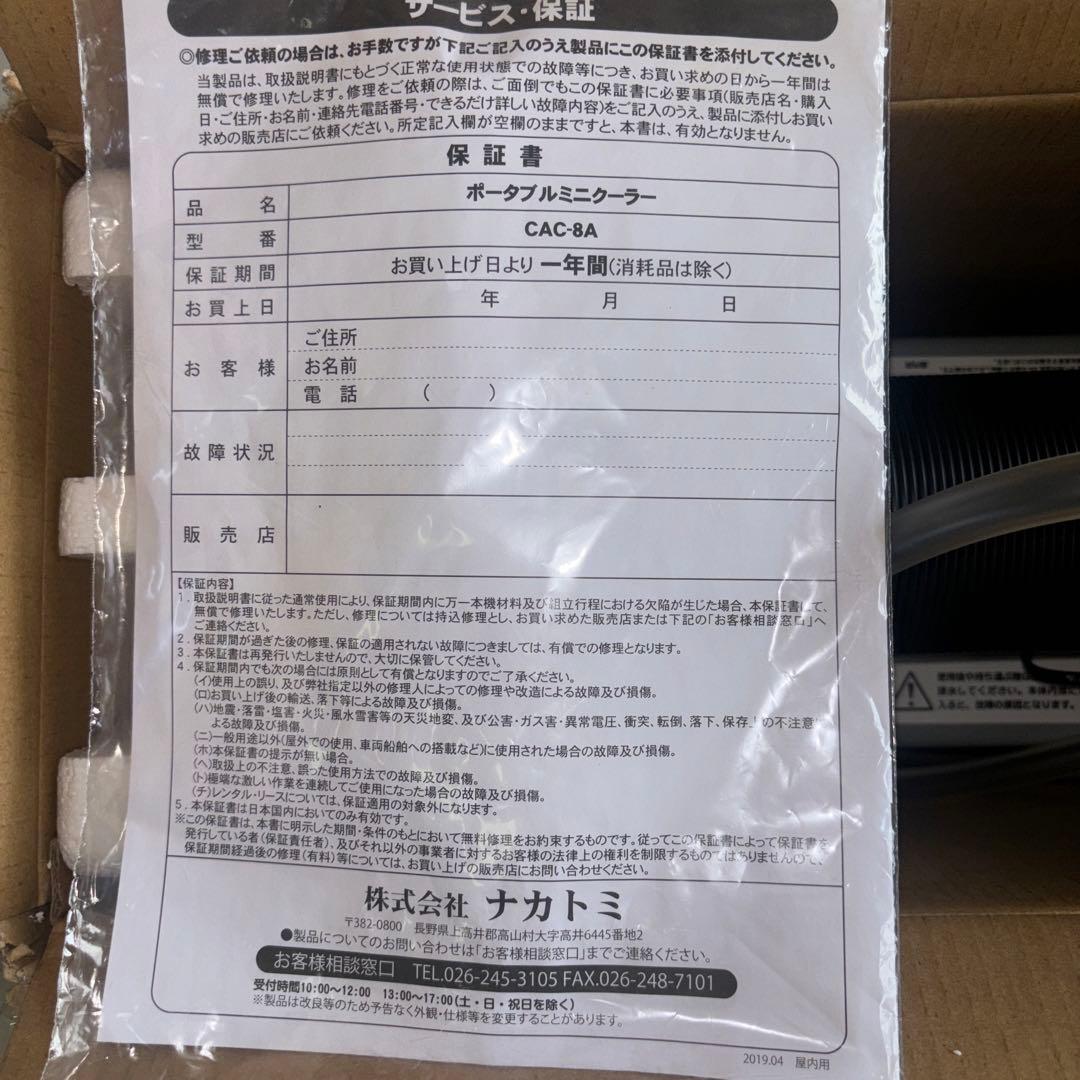 サービス・保証
◎修理ご依頼の場合は、お手数ですが下記ご記入のうえ製品にこの保証書を添付してください。
当製品は、取扱説明書にもとづく正常な使用状態での故障等につき、お買い求めの日から一年間は
無償で修理いたします。修理をご依頼の際は、ご面倒でもこの保証書に必要事項(販売店名・購入
日・ご住所・お名前・連絡先電話番号・できるだけ詳しい故障内容)をご記入のうえ、製品に添付しお買い
求めの販売店にご依頼ください。所定記入欄が空欄のままですと、本書は、有効となりません。
保証書
品名 ポータブルミニクーラー
型番 CAC-8A
保証期間 お買い上げ日より 一年間(消耗品は除く)
お買上日 年 月 日
お客様 ご住所
お名前
電話 ( )
故障状況
販売店
【保証内容】
1. 取扱説明書に従った通常使用により、保証期間内に万一本機材料及び組立行程における欠陥が生じた場合、本保証書にて、
無償で修理いたします。ただし、修理については持込修理とし、お買い求めた販売店または下記の「お客様相談窓口」へ
ご連絡ください。
2. 保証期間が過ぎた後の修理、保証の適用されない故障につきましては、有償での修理となります。
3. 本保証書は再発行いたしませんので、大切に保管してください。
4. 保証期間内でも次の場合には原則として有償となりますのでご了承ください。
(イ)使用上の誤り、及び弊社指定以外の修理人によっての修理や改造による故障及び損傷。
(ロ)お買い上げ後の輸送、落下等による故障及び損傷。
(ハ)地震・落雷・塩害・火災・風水雪害等の天災地変、及び公害・ガス害・異常電圧、衝突、転倒、落下、保存上の不注意に
よる故障及び損傷。
(ニ)一般用途以外(屋外での使用、車両船舶への搭載など)に使用された場合の故障及び損傷。
(ホ)本保証書の提示が無い場合。
(ヘ)取扱上の不注意、誤った使用方法での故障及び損傷。
(ト)極端な激しい作業を連続してご使用になった場合の故障及び損傷。
(チ)レンタル・リースについては、保証適用の対象外になります。
5. 本保証書は日本国内においてのみ有効です。
※この保証書は、本書に明示した期間・条件のもとにおいて無料修理をお約束するものです。従ってこの保証書によって保証書を
発行している者(保証責任者)、及びそれ以外の事業者に対するお客様の法律上の権利を制限するものではありませんので、
保証期間経過後の修理(有料)等については、お買い上げの販売店にお問い合わせください。
株式会社 ナカトミ
〒382-0800 長野県上高井郡高山村大字高井6445番地2
●製品についてのお問い合わせは「お客様相談窓口」までご連絡ください。
お客様相談窓口 TEL.026-245-3105 FAX.026-248-7101
受付時間10:00～12:00 13:00～17:00(土・日・祝日を除く)
※製品は改良等のため予告なく外観・仕様等を変更することがあります。
2019.04 屋内用